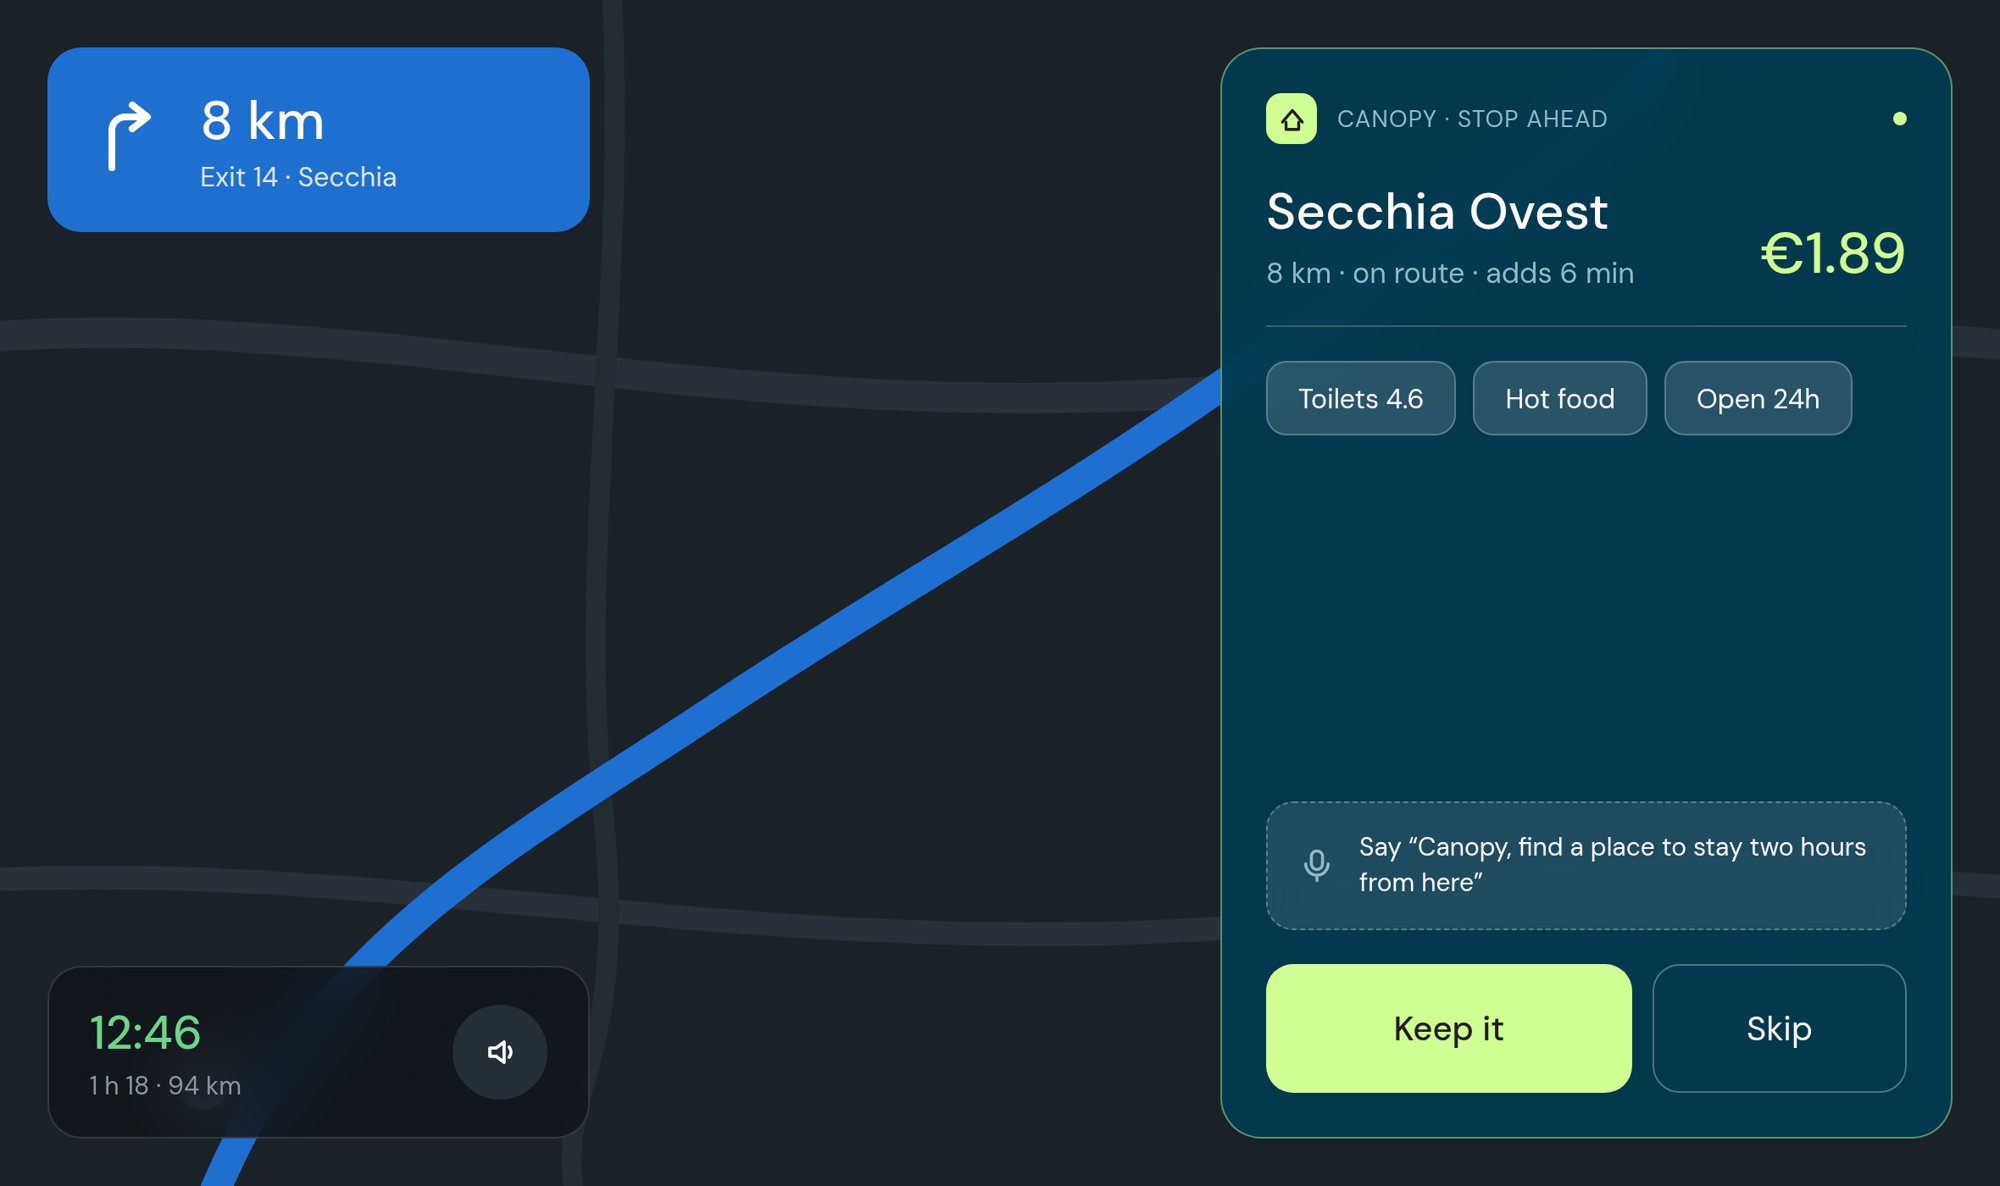 8 km
Exit 14 · Secchia
CANOPY · STOP AHEAD
Secchia Ovest
€1.89
8 km · on route · adds 6 min
Toilets 4.6
Hot food
Open 24h
Say “Canopy, find a place to stay two hours
from here”
Keep it
Skip
12:46
1 h 18 · 94 km